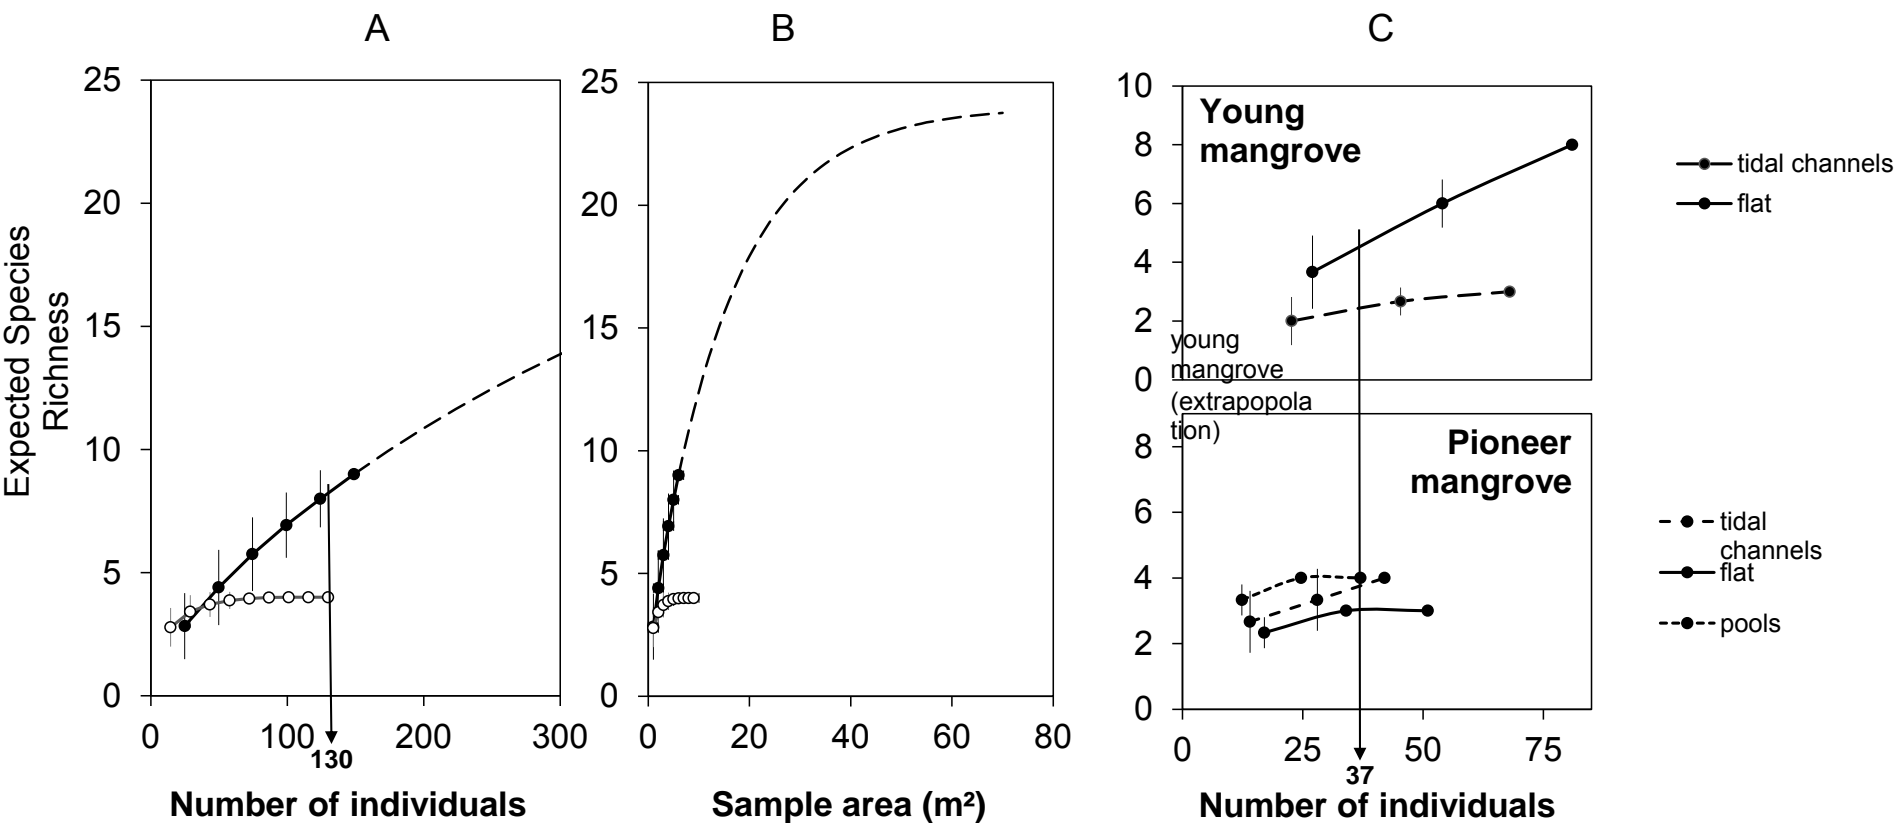 A
B
C
Expected Species
Richness
25
20
15
10
5
0
0
100
200
300
130
Number of individuals
25
20
15
10
5
0
0
20
40
60
80
Sample area (m²)
10
8
6
4
2
0
Young
mangrove
young
mangrove
(extrapopola
tion)
8
6
4
2
0
Pioneer
mangrove
0
25
50
75
37
Number of individuals
tidal channels
flat
tidal
channels
flat
pools